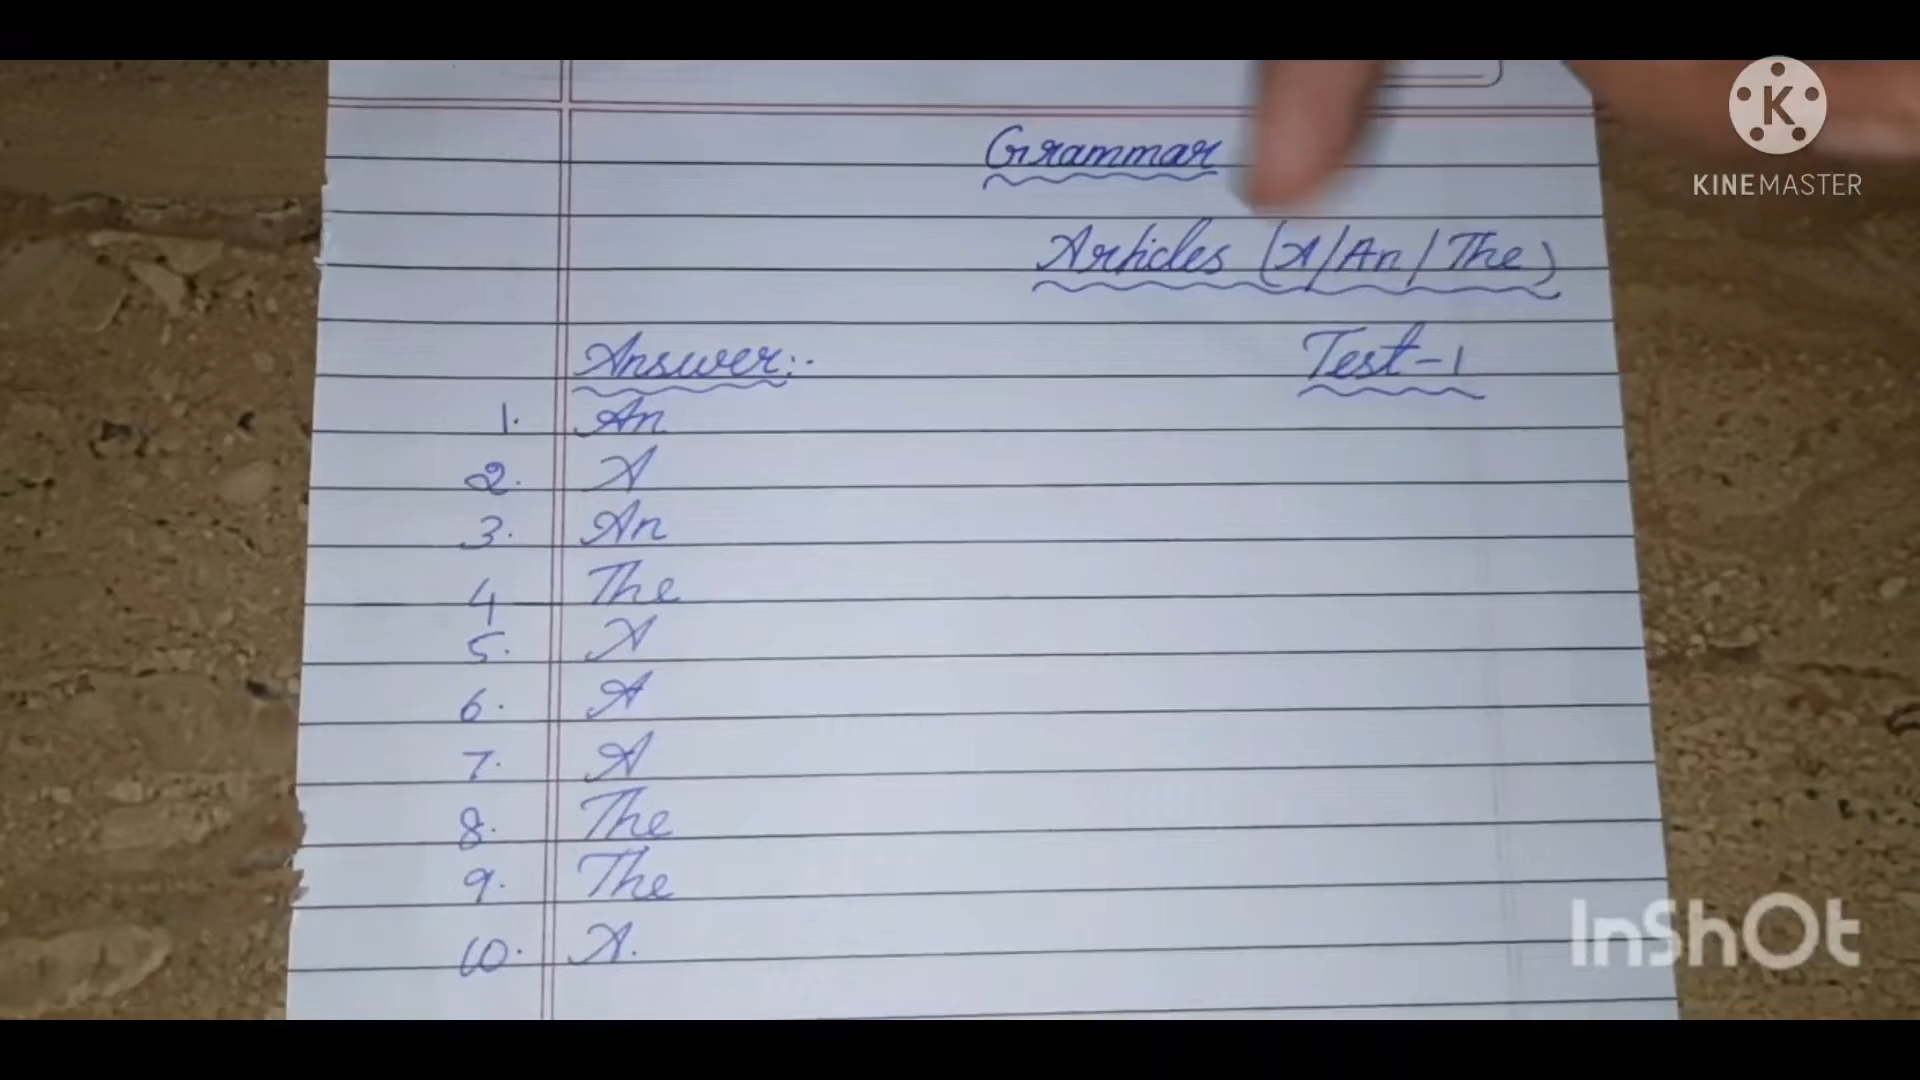 K
KINEMASTER
Grammar
Articles (A/An/The)
Answer:-
Test-1
1. An
2. A
3. An
4 The
5. A
6. A
7. A
8. The
9. The
10. A.
InShOt